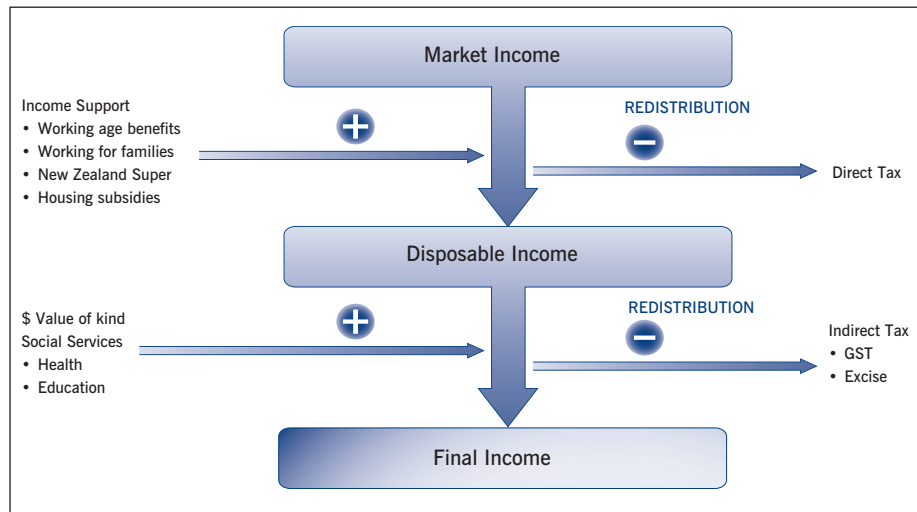 Market Income
Income Support
• Working age benefits
• Working for families
• New Zealand Super
• Housing subsidies
+
REDISTRIBUTION
−
Direct Tax
Disposable Income
$ Value of kind
Social Services
• Health
• Education
+
REDISTRIBUTION
−
Indirect Tax
• GST
• Excise
Final Income